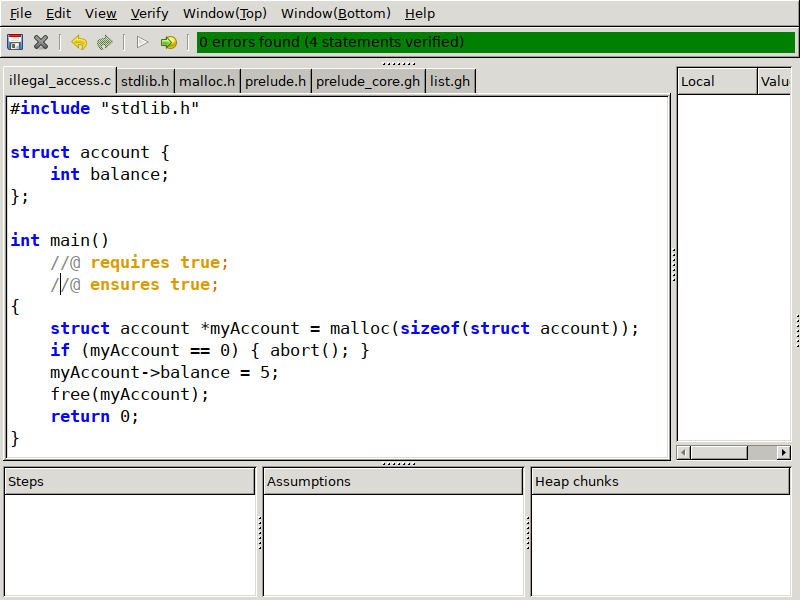 File Edit View Verify Window(Top) Window(Bottom) Help
0 errors found (4 statements verified)
illegal_access.c stdlib.h malloc.h prelude.h prelude_core.gh list.gh
Local Valu
#include "stdlib.h"
struct account {
    int balance;
};
int main()
    //@ requires true;
    //@ ensures true;
{
    struct account *myAccount = malloc(sizeof(struct account));
    if (myAccount == 0) { abort(); }
    myAccount->balance = 5;
    free(myAccount);
    return 0;
}
Steps Assumptions Heap chunks